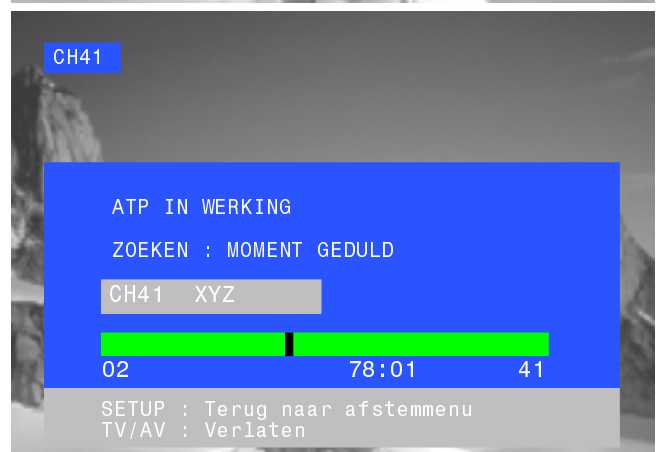 CH41
ATP IN WERKING
ZOEKEN : MOMENT GEDULD
CH41 XYZ
02 78:01 41
SETUP : Terug naar afstemmenu
TV/AV : Verlaten